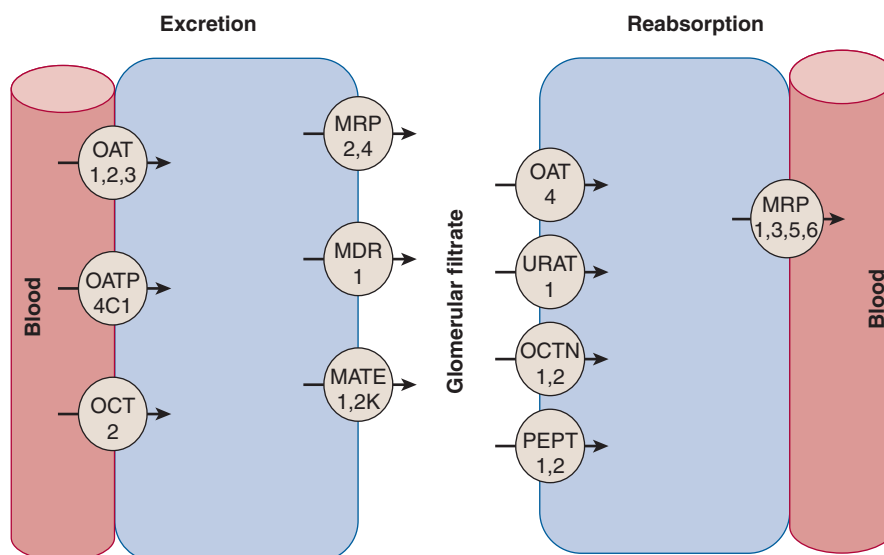 Excretion
Reabsorption
Blood
OAT
1,2,3
OATP
4C1
OCT
2
MRP
2,4
MDR
1
MATE
1,2K
Glomerular filtrate
OAT
4
URAT
1
OCTN
1,2
PEPT
1,2
MRP
1,3,5,6
Blood